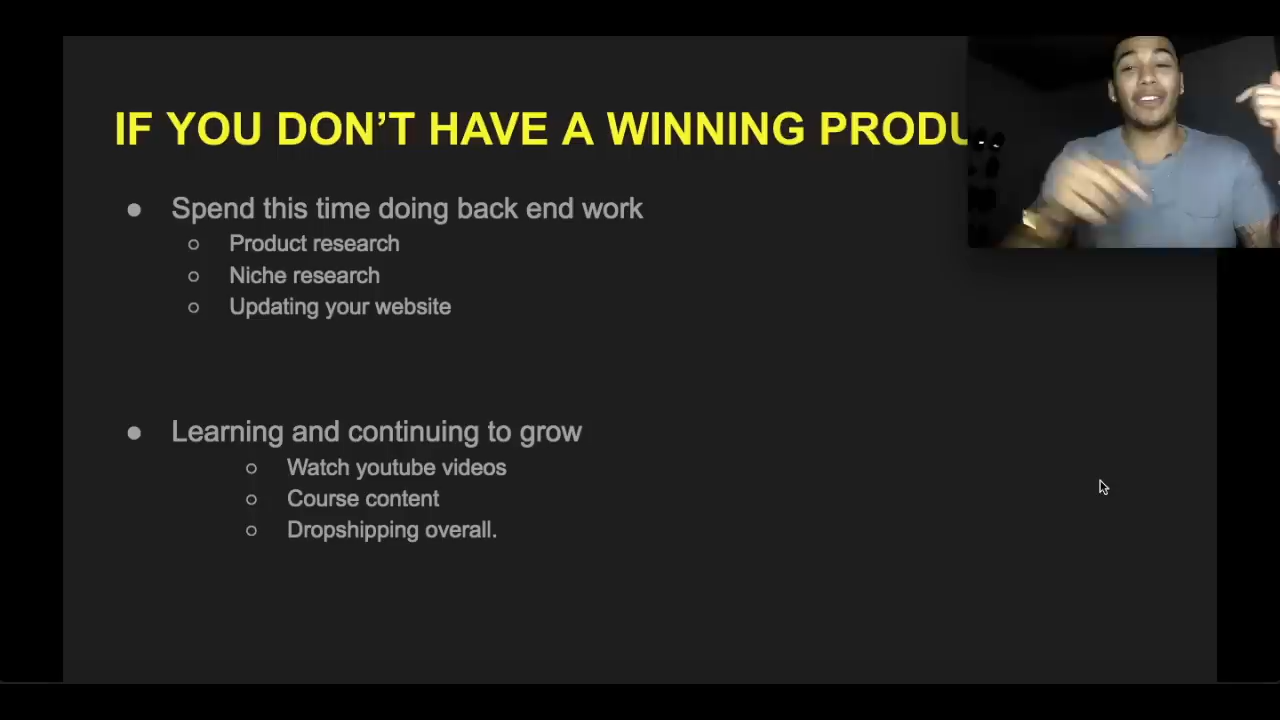 IF YOU DON'T HAVE A WINNING
● Spend this time doing back end work
○ Product research
○ Niche research
○ Updating your website
● Learning and continuing to grow
○ Watch youtube videos
○ Course content
○ Dropshipping overall.